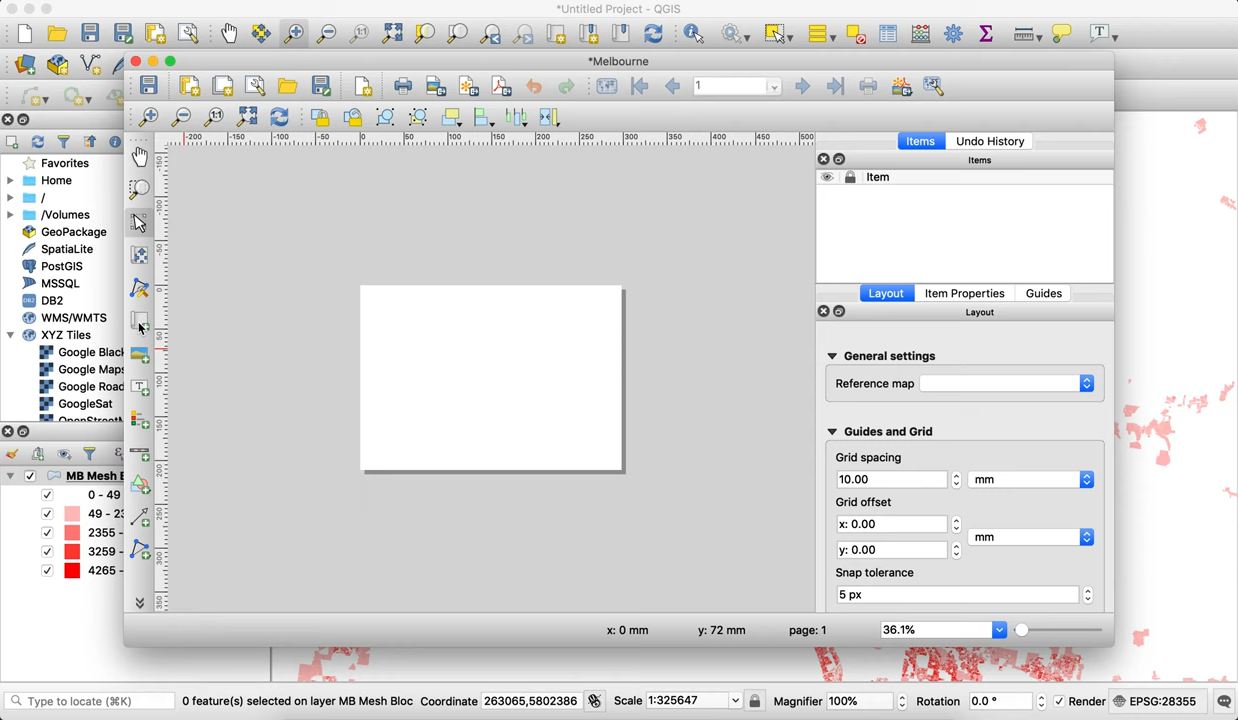 *Untitled Project - QGIS
*Melbourne
1
-200 -150 -100 -50 0 50 100 150 200 250 300 350 400 450 500
Items Undo History
Items
Item
Layout Item Properties Guides
Layout
General settings
Reference map
Guides and Grid
Grid spacing
10.00 mm
Grid offset
x: 0.00
mm
y: 0.00
Snap tolerance
5 px
x: 0 mm y: 72 mm page: 1 36.1%
Favorites
Home
/
/Volumes
GeoPackage
SpatiaLite
PostGIS
MSSQL
DB2
WMS/WMTS
XYZ Tiles
Google Blac
Google Maps
Google Road
GoogleSat
OpenStreetM
MB Mesh B
0 - 49
49 - 23
2355 -
3259 -
4265 -
Type to locate (⌘K) 0 feature(s) selected on layer MB Mesh Bloc Coordinate 263065,5802386 Scale 1:325647 Magnifier 100% Rotation 0.0 ° Render EPSG:28355